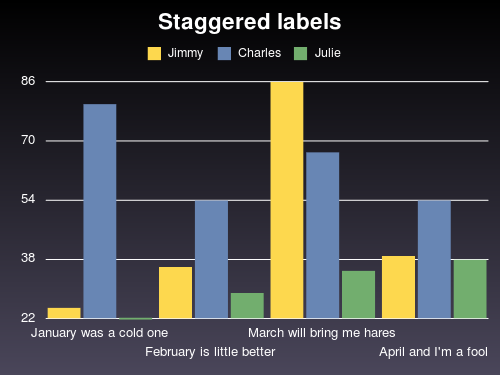 Staggered labels
Jimmy Charles Julie
86
70
54
38
22
January was a cold one March will bring me hares
February is little better April and I'm a fool